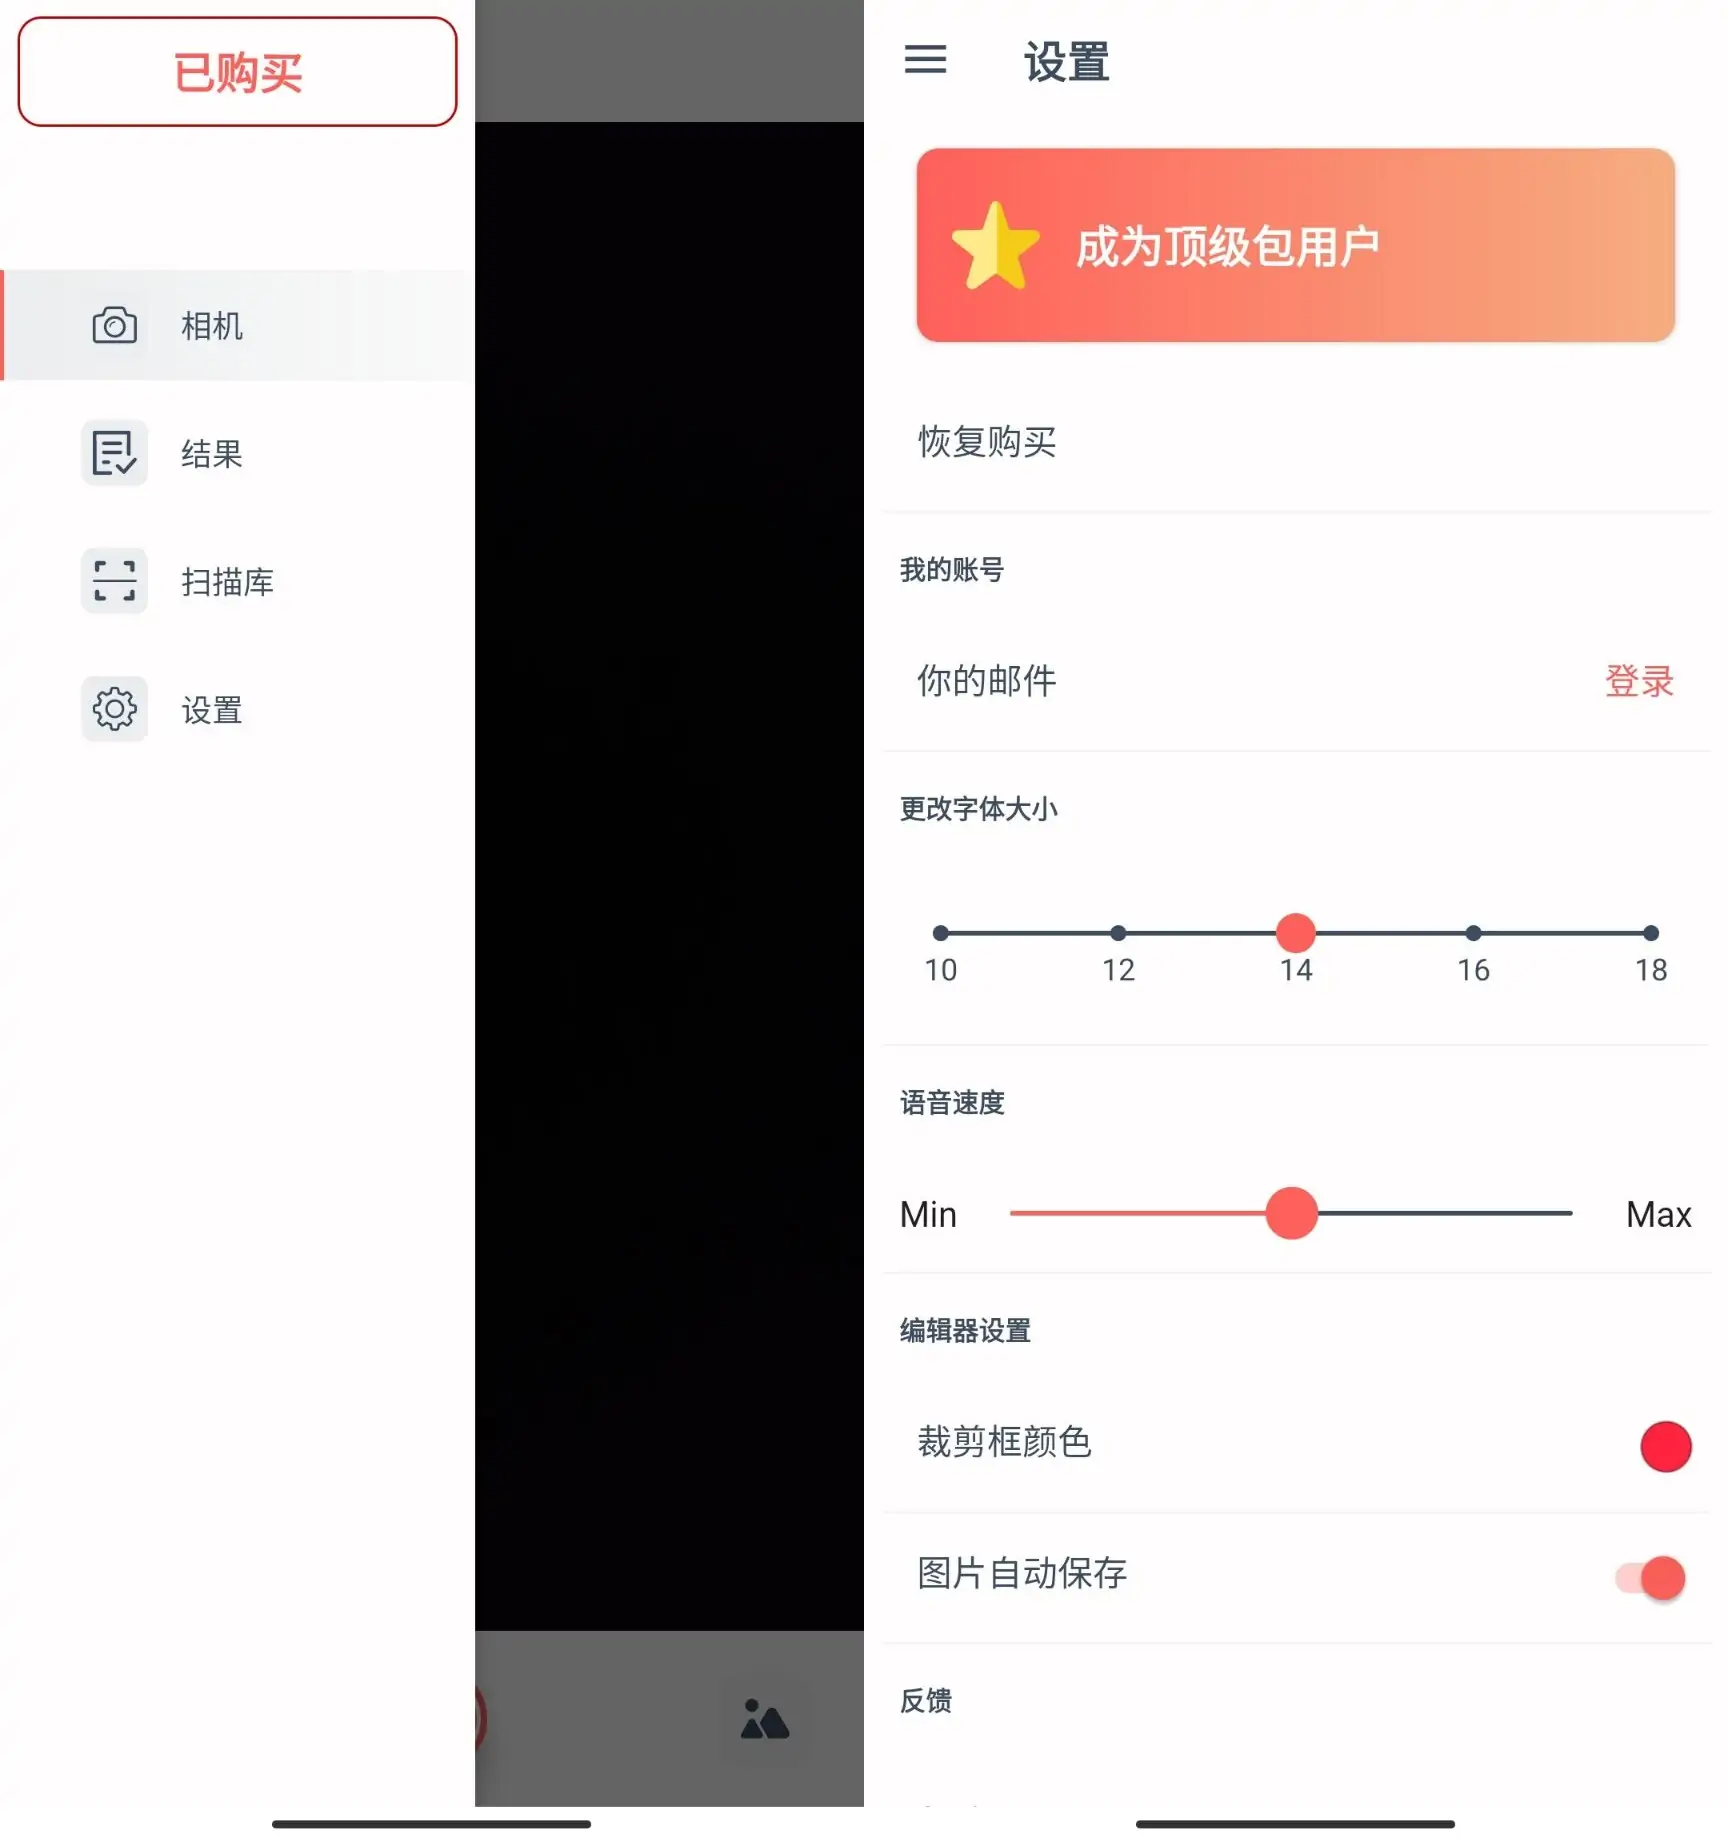 已购买
相机
结果
扫描库
设置
设置
成为顶级包用户
恢复购买
我的账号
你的邮件 登录
更改字体大小
10 12 14 16 18
语音速度
Min Max
编辑器设置
裁剪框颜色
图片自动保存
反馈